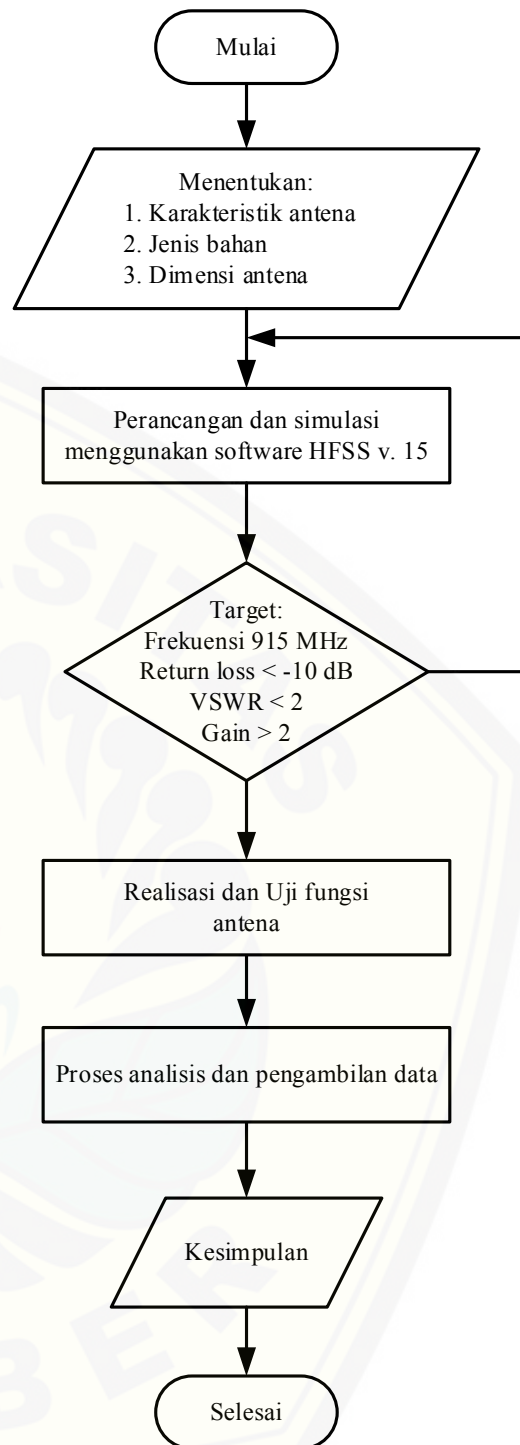 Mulai
Menentukan:
1. Karakteristik antena
2. Jenis bahan
3. Dimensi antena
Perancangan dan simulasi
menggunakan software HFSS v. 15
Target:
Frekuensi 915 MHz
Return loss < -10 dB
VSWR < 2
Gain > 2
Realisasi dan Uji fungsi
antena
Proses analisis dan pengambilan data
Kesimpulan
Selesai